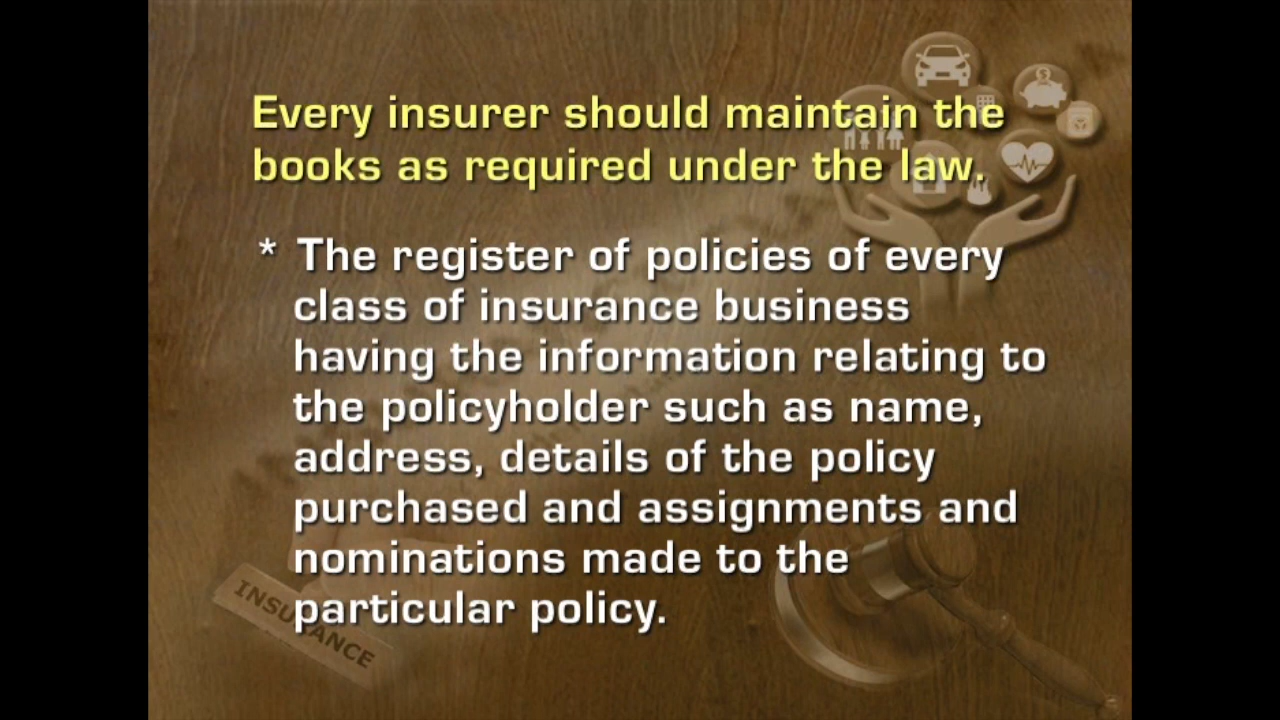 Every insurer should maintain the
books as required under the law.
* The register of policies of every
class of insurance business
having the information relating to
the policyholder such as name,
address, details of the policy
purchased and assignments and
nominations made to the
particular policy.
INSURANCE